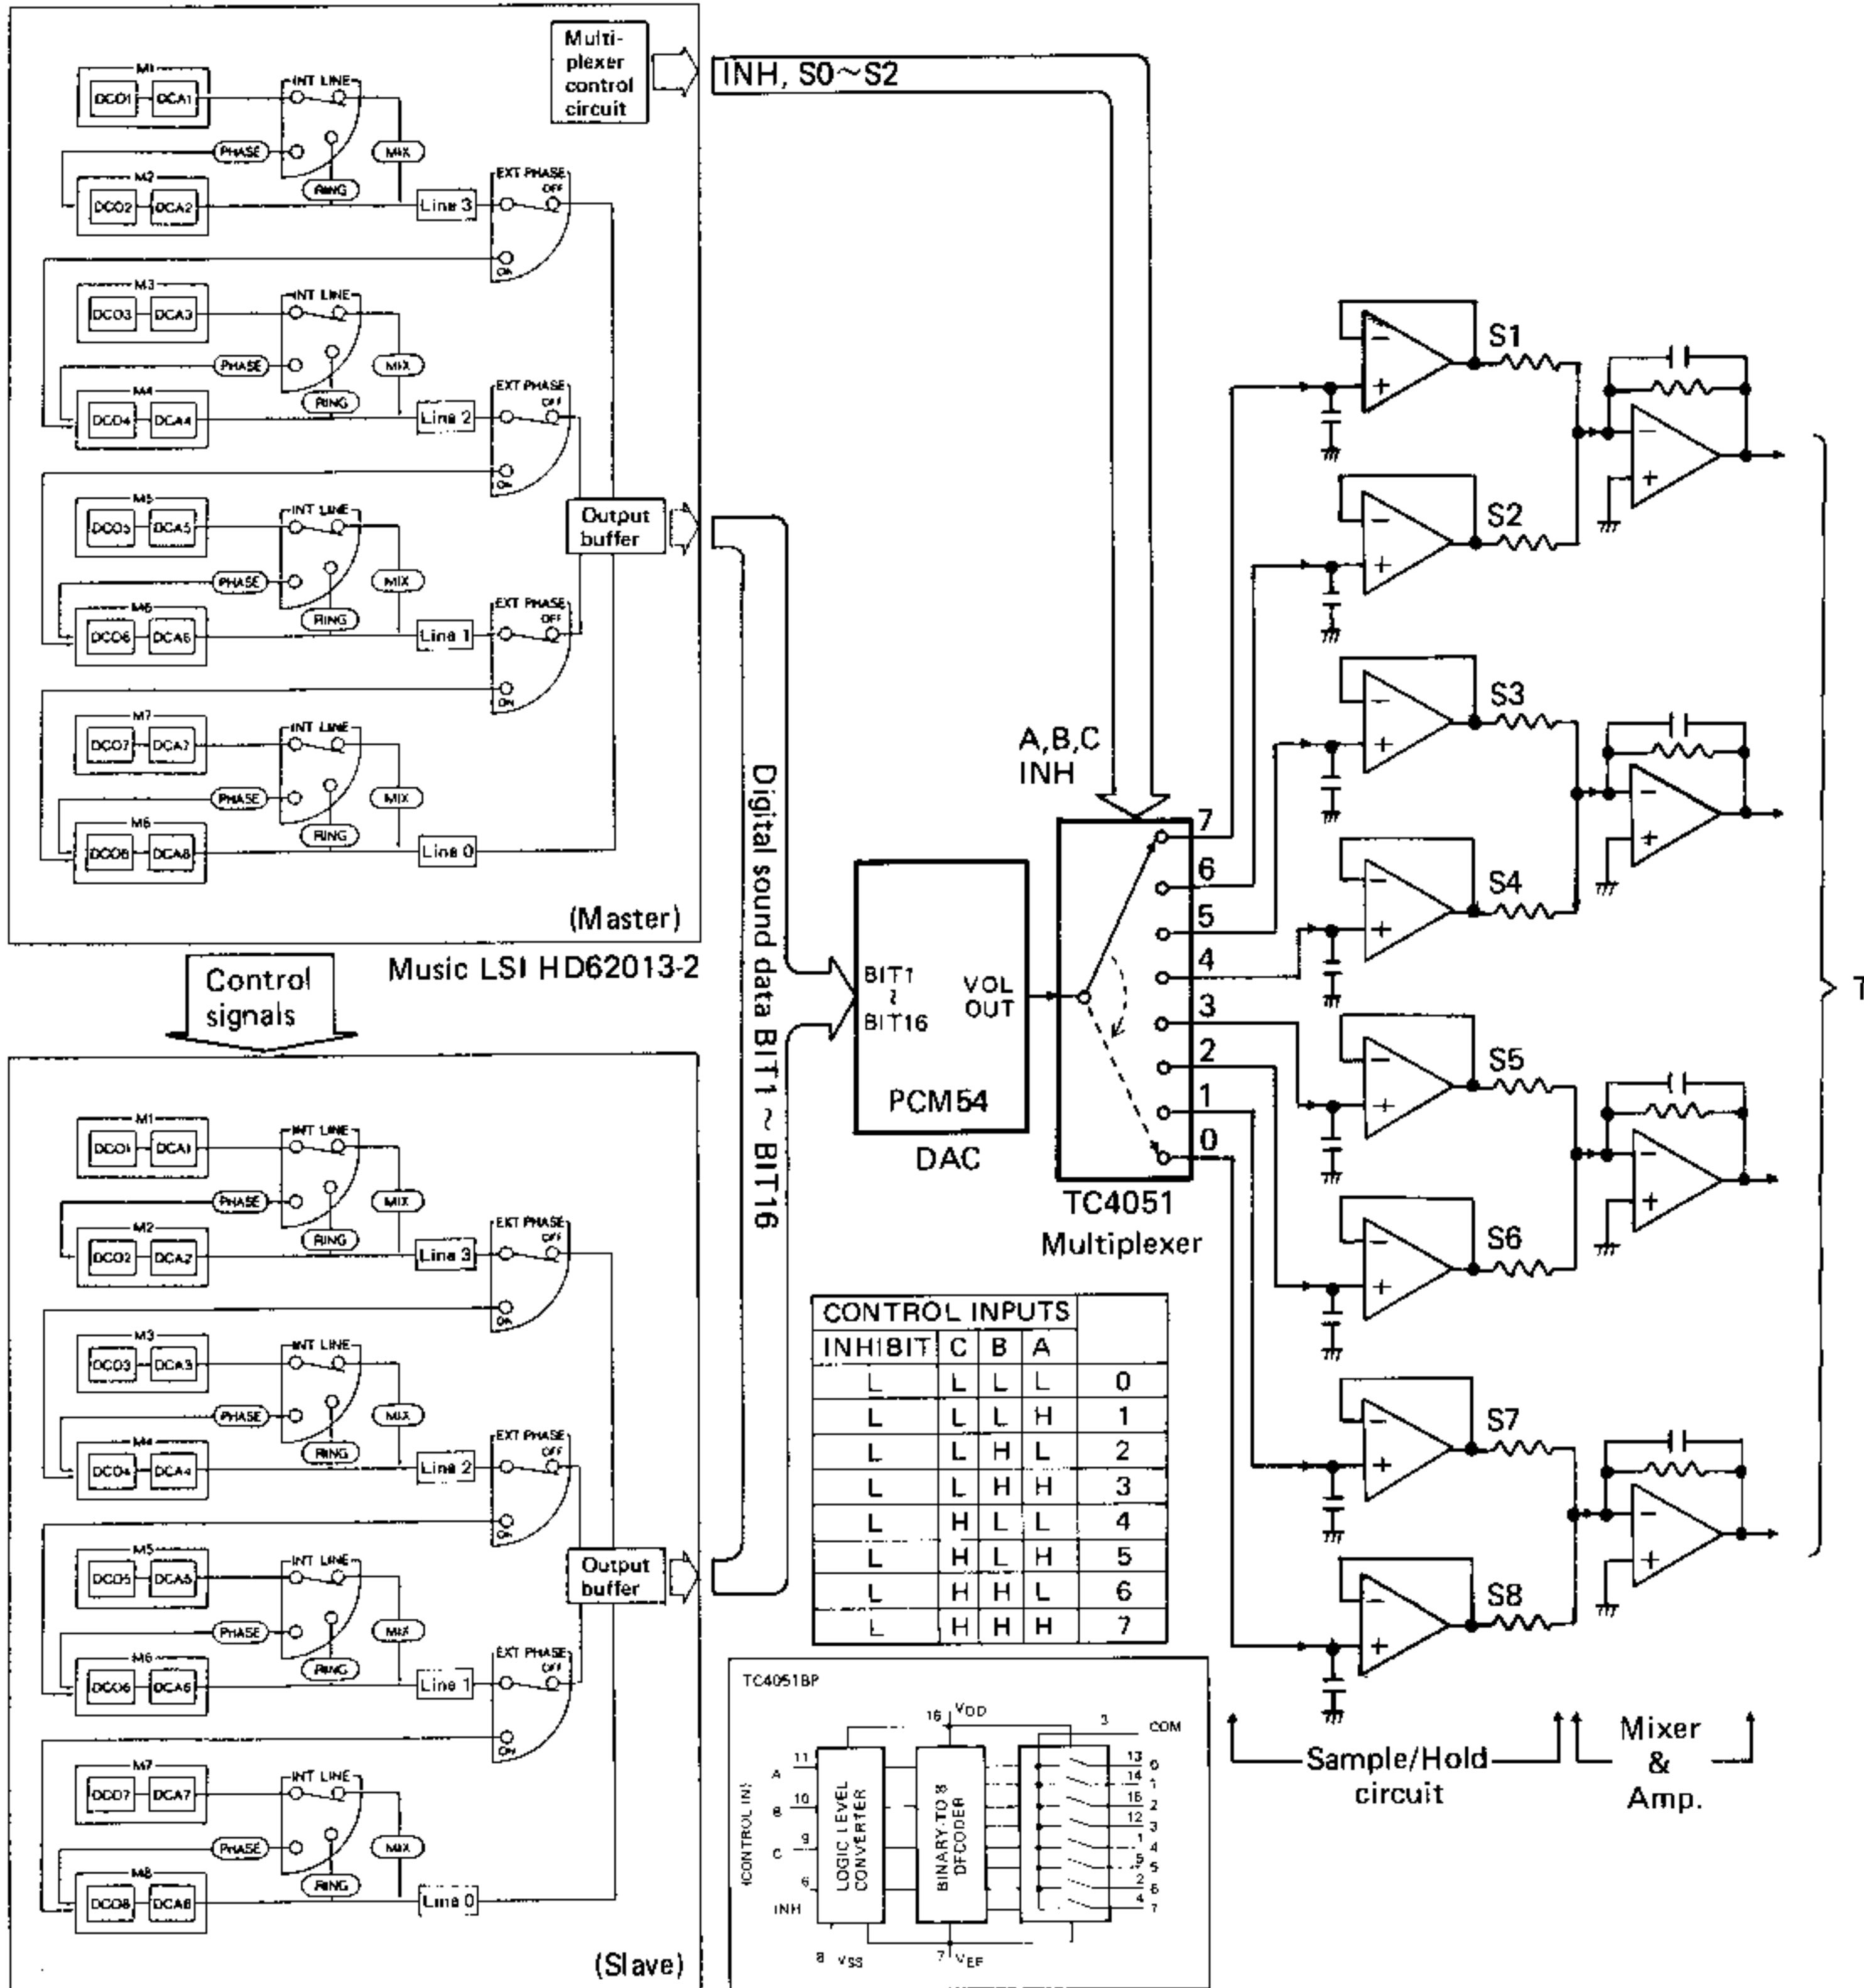 Multi-
plexer
control
circuit
INH, S0~S2
M1
DCO1 DCA1
INT LINE
PHASE
MIX
RING
M2
DCO2 DCA2
Line 3
EXT PHASE
OFF
ON
M3
DCO3 DCA3
INT LINE
PHASE
MIX
RING
M4
DCO4 DCA4
Line 2
EXT PHASE
OFF
ON
M5
DCO5 DCA5
INT LINE
PHASE
MIX
RING
M6
DCO6 DCA6
Line 1
EXT PHASE
OFF
ON
Output
buffer
M7
DCO7 DCA7
INT LINE
PHASE
MIX
RING
DCO8 DCA8
Line 0
(Master)
Music LSI HD62013-2
Control
signals
M1
DCO1 DCA1
INT LINE
PHASE
MIX
RING
M2
DCO2 DCA2
Line 3
EXT PHASE
OFF
ON
M3
DCO3 DCA3
INT LINE
PHASE
MIX
RING
M4
DCO4 DCA4
Line 2
EXT PHASE
OFF
ON
M5
DCO5 DCA5
INT LINE
PHASE
MIX
RING
M6
DCO6 DCA6
Line 1
EXT PHASE
OFF
ON
Output
buffer
M7
DCO7 DCA7
INT LINE
PHASE
MIX
RING
M8
DCO8 DCA8
Line 0
(Slave)
Digital sound data BIT1 ~ BIT16
BIT1
~
BIT16
VOL
OUT
PCM54
DAC
A,B,C
INH
7
6
5
4
3
2
1
0
TC4051
Multiplexer
S1
S2
S3
S4
S5
S6
S7
S8
T
Sample/Hold
circuit
Mixer
&
Amp.
CONTROL INPUTS
INHIBIT C B A
L L L L 0
L L L H 1
L L H L 2
L L H H 3
L H L L 4
L H L H 5
L H H L 6
L H H H 7
TC4051BP
16 VDD
3 COM
(CONTROL IN)
11 A
10 B
9 C
6 INH
LOGIC LEVEL
CONVERTER
BINARY-TO 8
DECODER
13 0
14 1
15 2
12 3
1 4
5 5
2 6
4 7
8 VSS
7 VEE